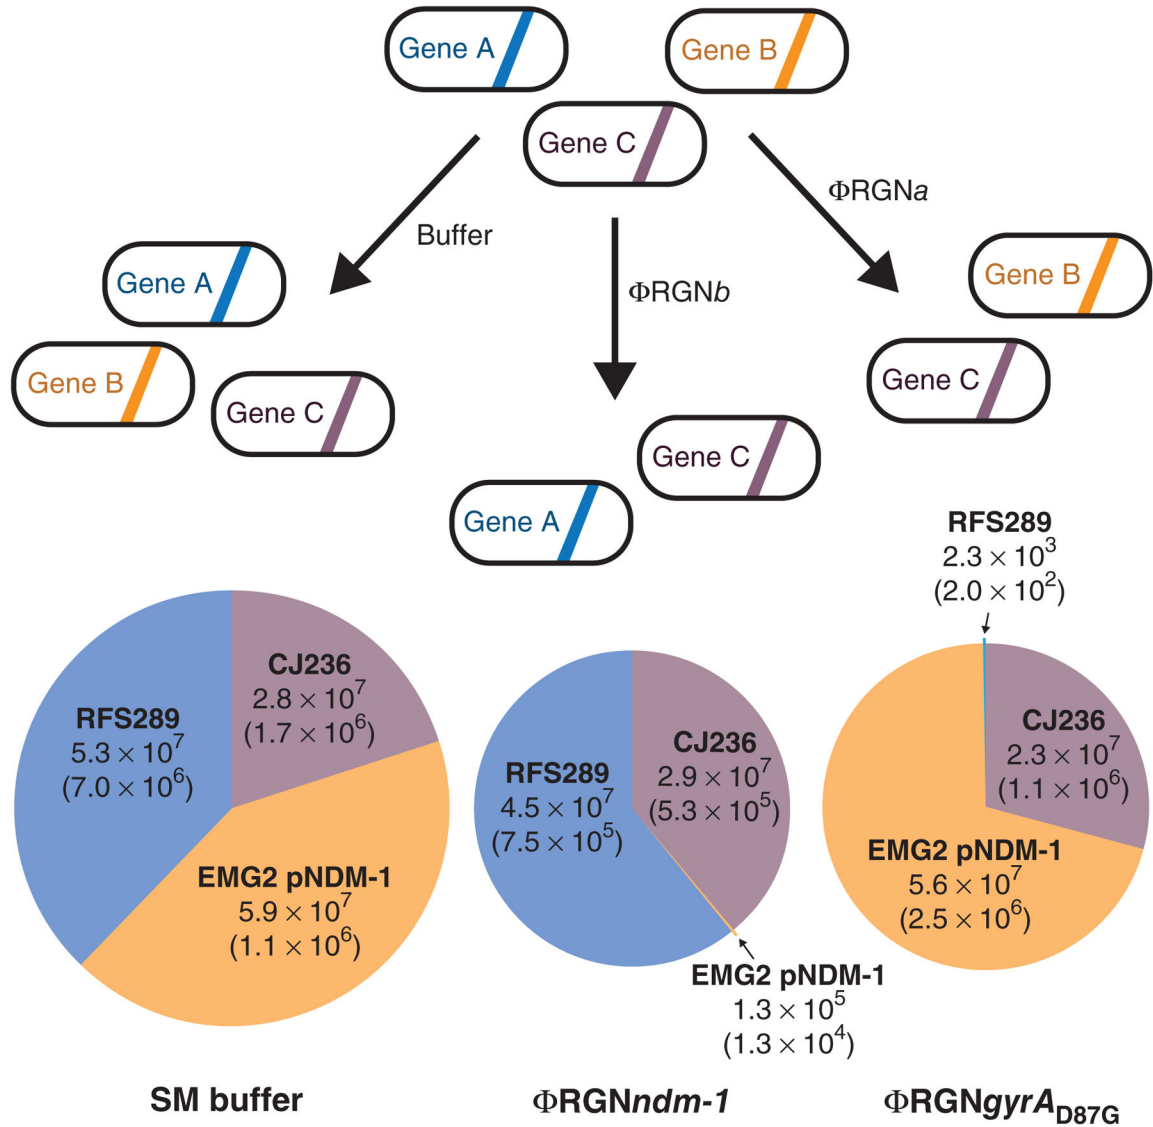 Gene A
Gene B
Gene C
Buffer
ΦRGNb
ΦRGNa
Gene A
Gene B
Gene C
Gene A
Gene C
Gene B
Gene C
RFS289
5.3 × 10⁷
(7.0 × 10⁶)
CJ236
2.8 × 10⁷
(1.7 × 10⁶)
EMG2 pNDM-1
5.9 × 10⁷
(1.1 × 10⁶)
SM buffer
RFS289
4.5 × 10⁷
(7.5 × 10⁵)
CJ236
2.9 × 10⁷
(5.3 × 10⁵)
EMG2 pNDM-1
1.3 × 10⁵
(1.3 × 10⁴)
ΦRGNndm-1
RFS289
2.3 × 10³
(2.0 × 10²)
CJ236
2.3 × 10⁷
(1.1 × 10⁶)
EMG2 pNDM-1
5.6 × 10⁷
(2.5 × 10⁶)
ΦRGNgyrA D87G